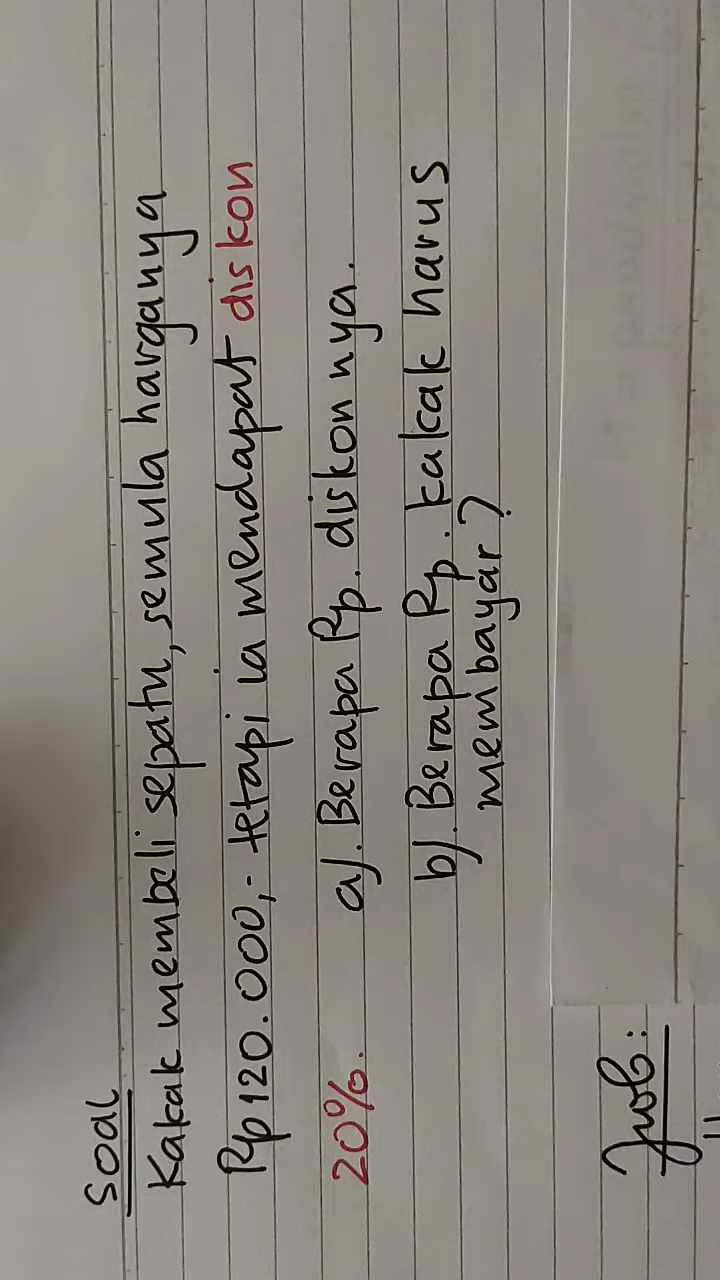 Soal
Kakak membeli sepatu, semula harganya
Rp120.000,- tetapi ia mendapat diskon
20%. a). Berapa Rp. diskonnya.
b). Berapa Rp. kakak harus
membayar?
Jwb: